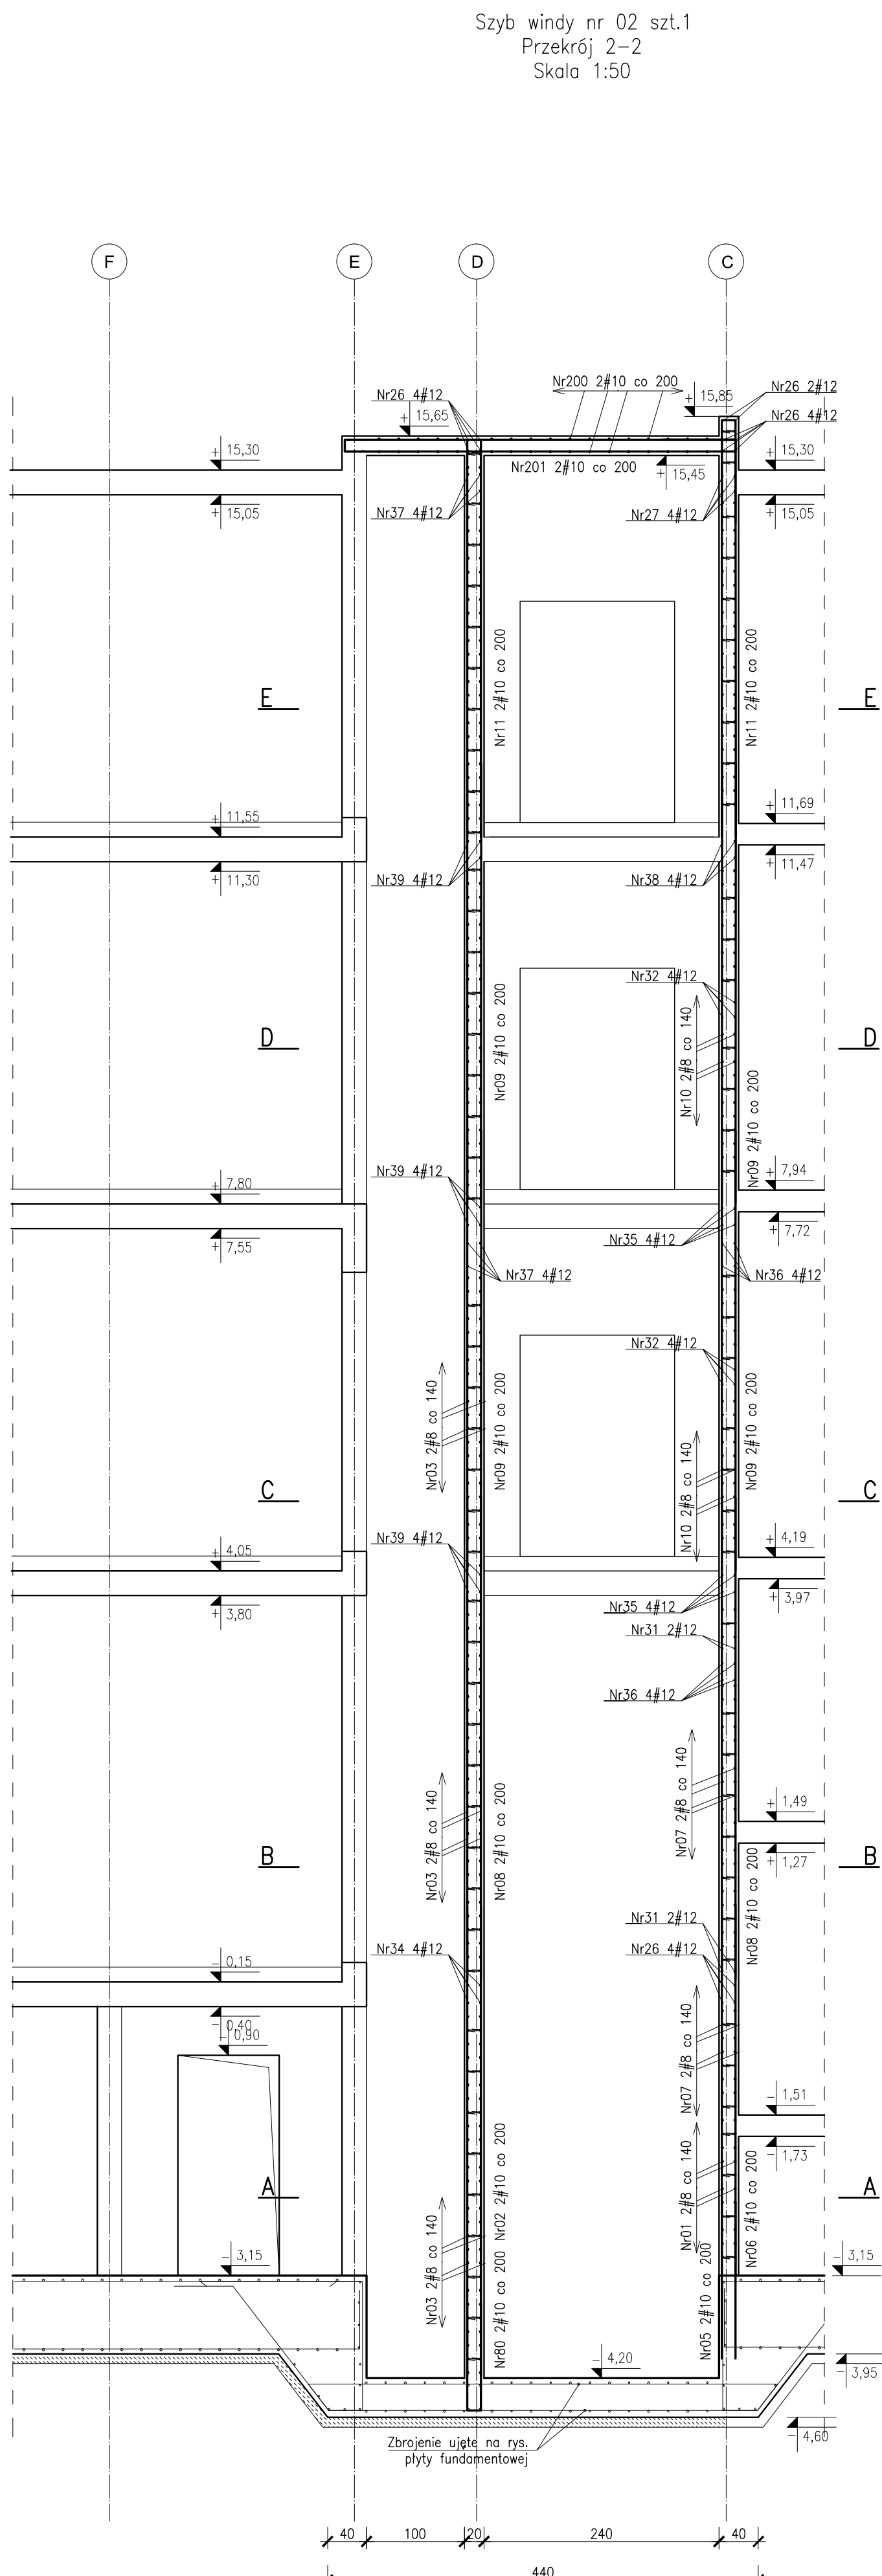 Szyb windy nr 02 szt.1
Przekrój 2-2
Skala 1:50
F
E
D
C
Nr200 2#10 co 200
Nr26 4#12
+ 15,65
+ 15,85
Nr26 2#12
Nr26 4#12
+ 15,30
Nr201 2#10 co 200
+ 15,45
+ 15,30
+ 15,05
Nr37 4#12
Nr27 4#12
+ 15,05
Nr11 2#10 co 200
Nr11 2#10 co 200
E
E
+ 11,55
+ 11,69
+ 11,30
Nr39 4#12
Nr38 4#12
+ 11,47
Nr32 4#12
Nr09 2#10 co 200
Nr10 2#8 co 140
D
D
Nr09 2#10 co 200
Nr39 4#12
+ 7,80
+ 7,94
+ 7,55
Nr35 4#12
+ 7,72
Nr37 4#12
Nr36 4#12
Nr32 4#12
Nr03 2#8 co 140
Nr09 2#10 co 200
Nr10 2#8 co 140
Nr09 2#10 co 200
C
C
Nr39 4#12
+ 4,05
+ 4,19
+ 3,80
Nr35 4#12
+ 3,97
Nr31 2#12
Nr36 4#12
Nr07 2#8 co 140
+ 1,49
Nr03 2#8 co 140
Nr08 2#10 co 200
B
B
+ 1,27
Nr08 2#10 co 200
Nr31 2#12
Nr34 4#12
Nr26 4#12
- 0,15
- 0,40
- 0,90
Nr07 2#8 co 140
- 1,51
- 1,73
Nr02 2#10 co 200
Nr01 2#8 co 140
Nr06 2#10 co 200
A
A
Nr03 2#8 co 140
- 3,15
- 3,15
Nr80 2#10 co 200
Nr05 2#10 co 200
- 4,20
- 3,95
Zbrojenie ujęte na rys.
płyty fundamentowej
- 4,60
40
100
20
240
40
440